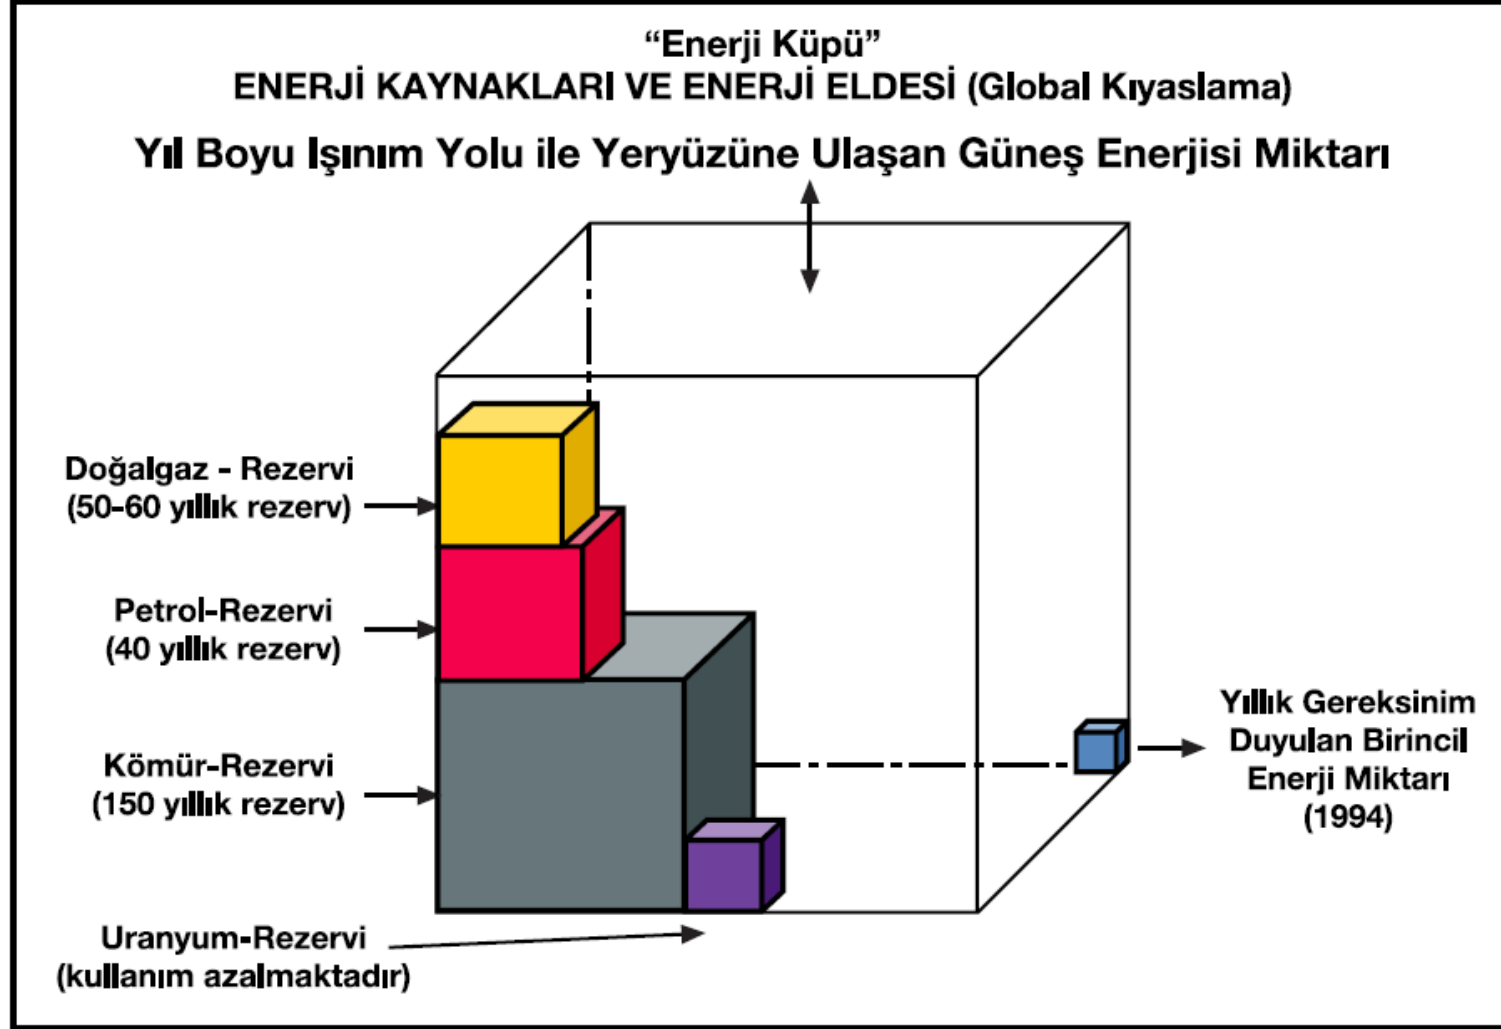 “Enerji Küpü”
ENERJİ KAYNAKLARI VE ENERJİ ELDESİ (Global Kıyaslama)
Yıl Boyu Işınım Yolu ile Yeryüzüne Ulaşan Güneş Enerjisi Miktarı
Doğalgaz - Rezervi
(50-60 yıllık rezerv)
Petrol-Rezervi
(40 yıllık rezerv)
Kömür-Rezervi
(150 yıllık rezerv)
Uranyum-Rezervi
(kullanım azalmaktadır)
Yıllık Gereksinim
Duyulan Birincil
Enerji Miktarı
(1994)